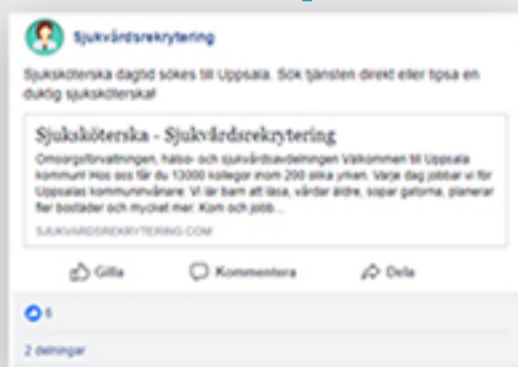 Sjukvårdsrekrytering
Sjuksköterska dagtid sökes till Uppsala. Sök tjänsten direkt eller tipsa en
duktig sjuksköterska!
Sjuksköterska - Sjukvårdsrekrytering
Omsorgsförvaltningen, hälso- och sjukvårdsavdelningen Välkommen till Uppsala
kommun! Hos oss får du 13000 kollegor inom 200 olika yrken. Varje dag jobbar vi för
Uppsalas kommuninvånare. Vi lär barn att läsa, vårdar äldre, sopar gatorna, planerar
fler bostäder och mycket mer. Kom och jobb...
SJUKVARDSREKRYTERING.COM
Gilla Kommentera Dela
6
2 delningar